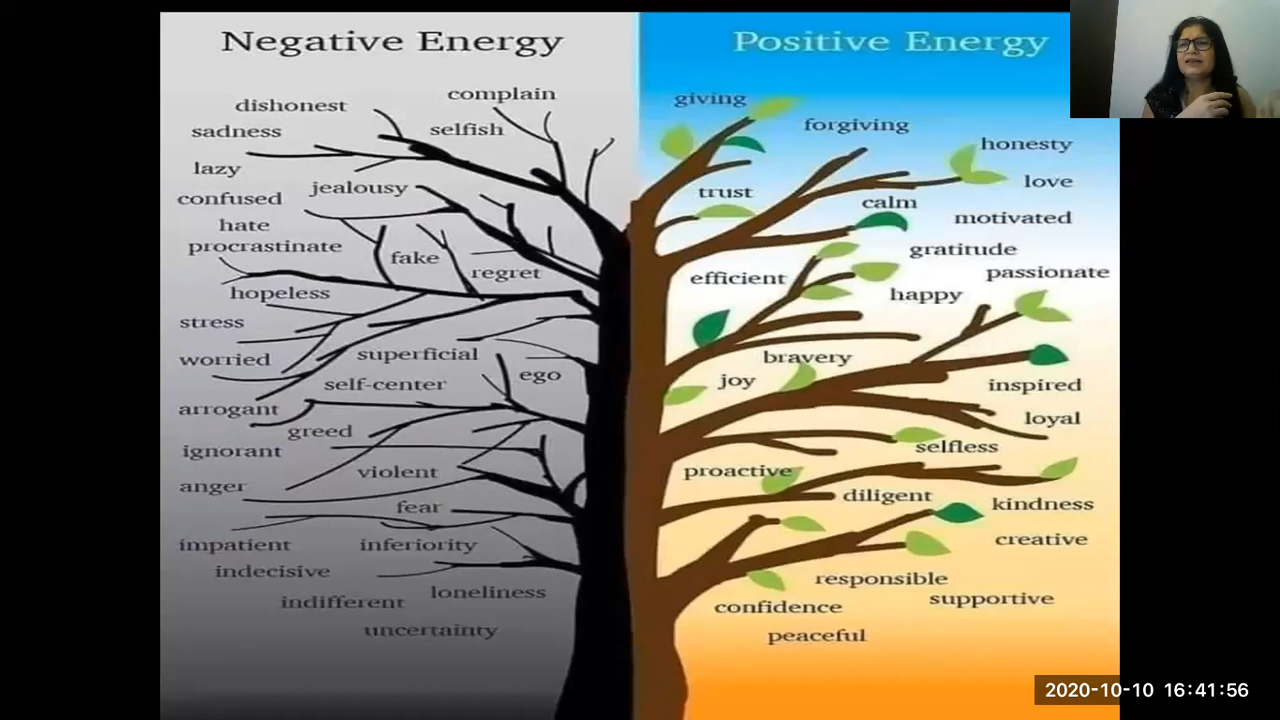 Negative Energy
dishonest
complain
sadness
selfish
lazy
jealousy
confused
hate
procrastinate
fake
regret
hopeless
stress
superficial
worried
self-center
ego
arrogant
greed
ignorant
violent
anger
fear
impatient
inferiority
indecisive
loneliness
indifferent
uncertainty
Positive Energy
giving
forgiving
honesty
love
trust
calm
motivated
gratitude
efficient
passionate
happy
bravery
joy
inspired
loyal
selfless
proactive
diligent
kindness
creative
responsible
supportive
confidence
peaceful
2020-10-10 16:41:56